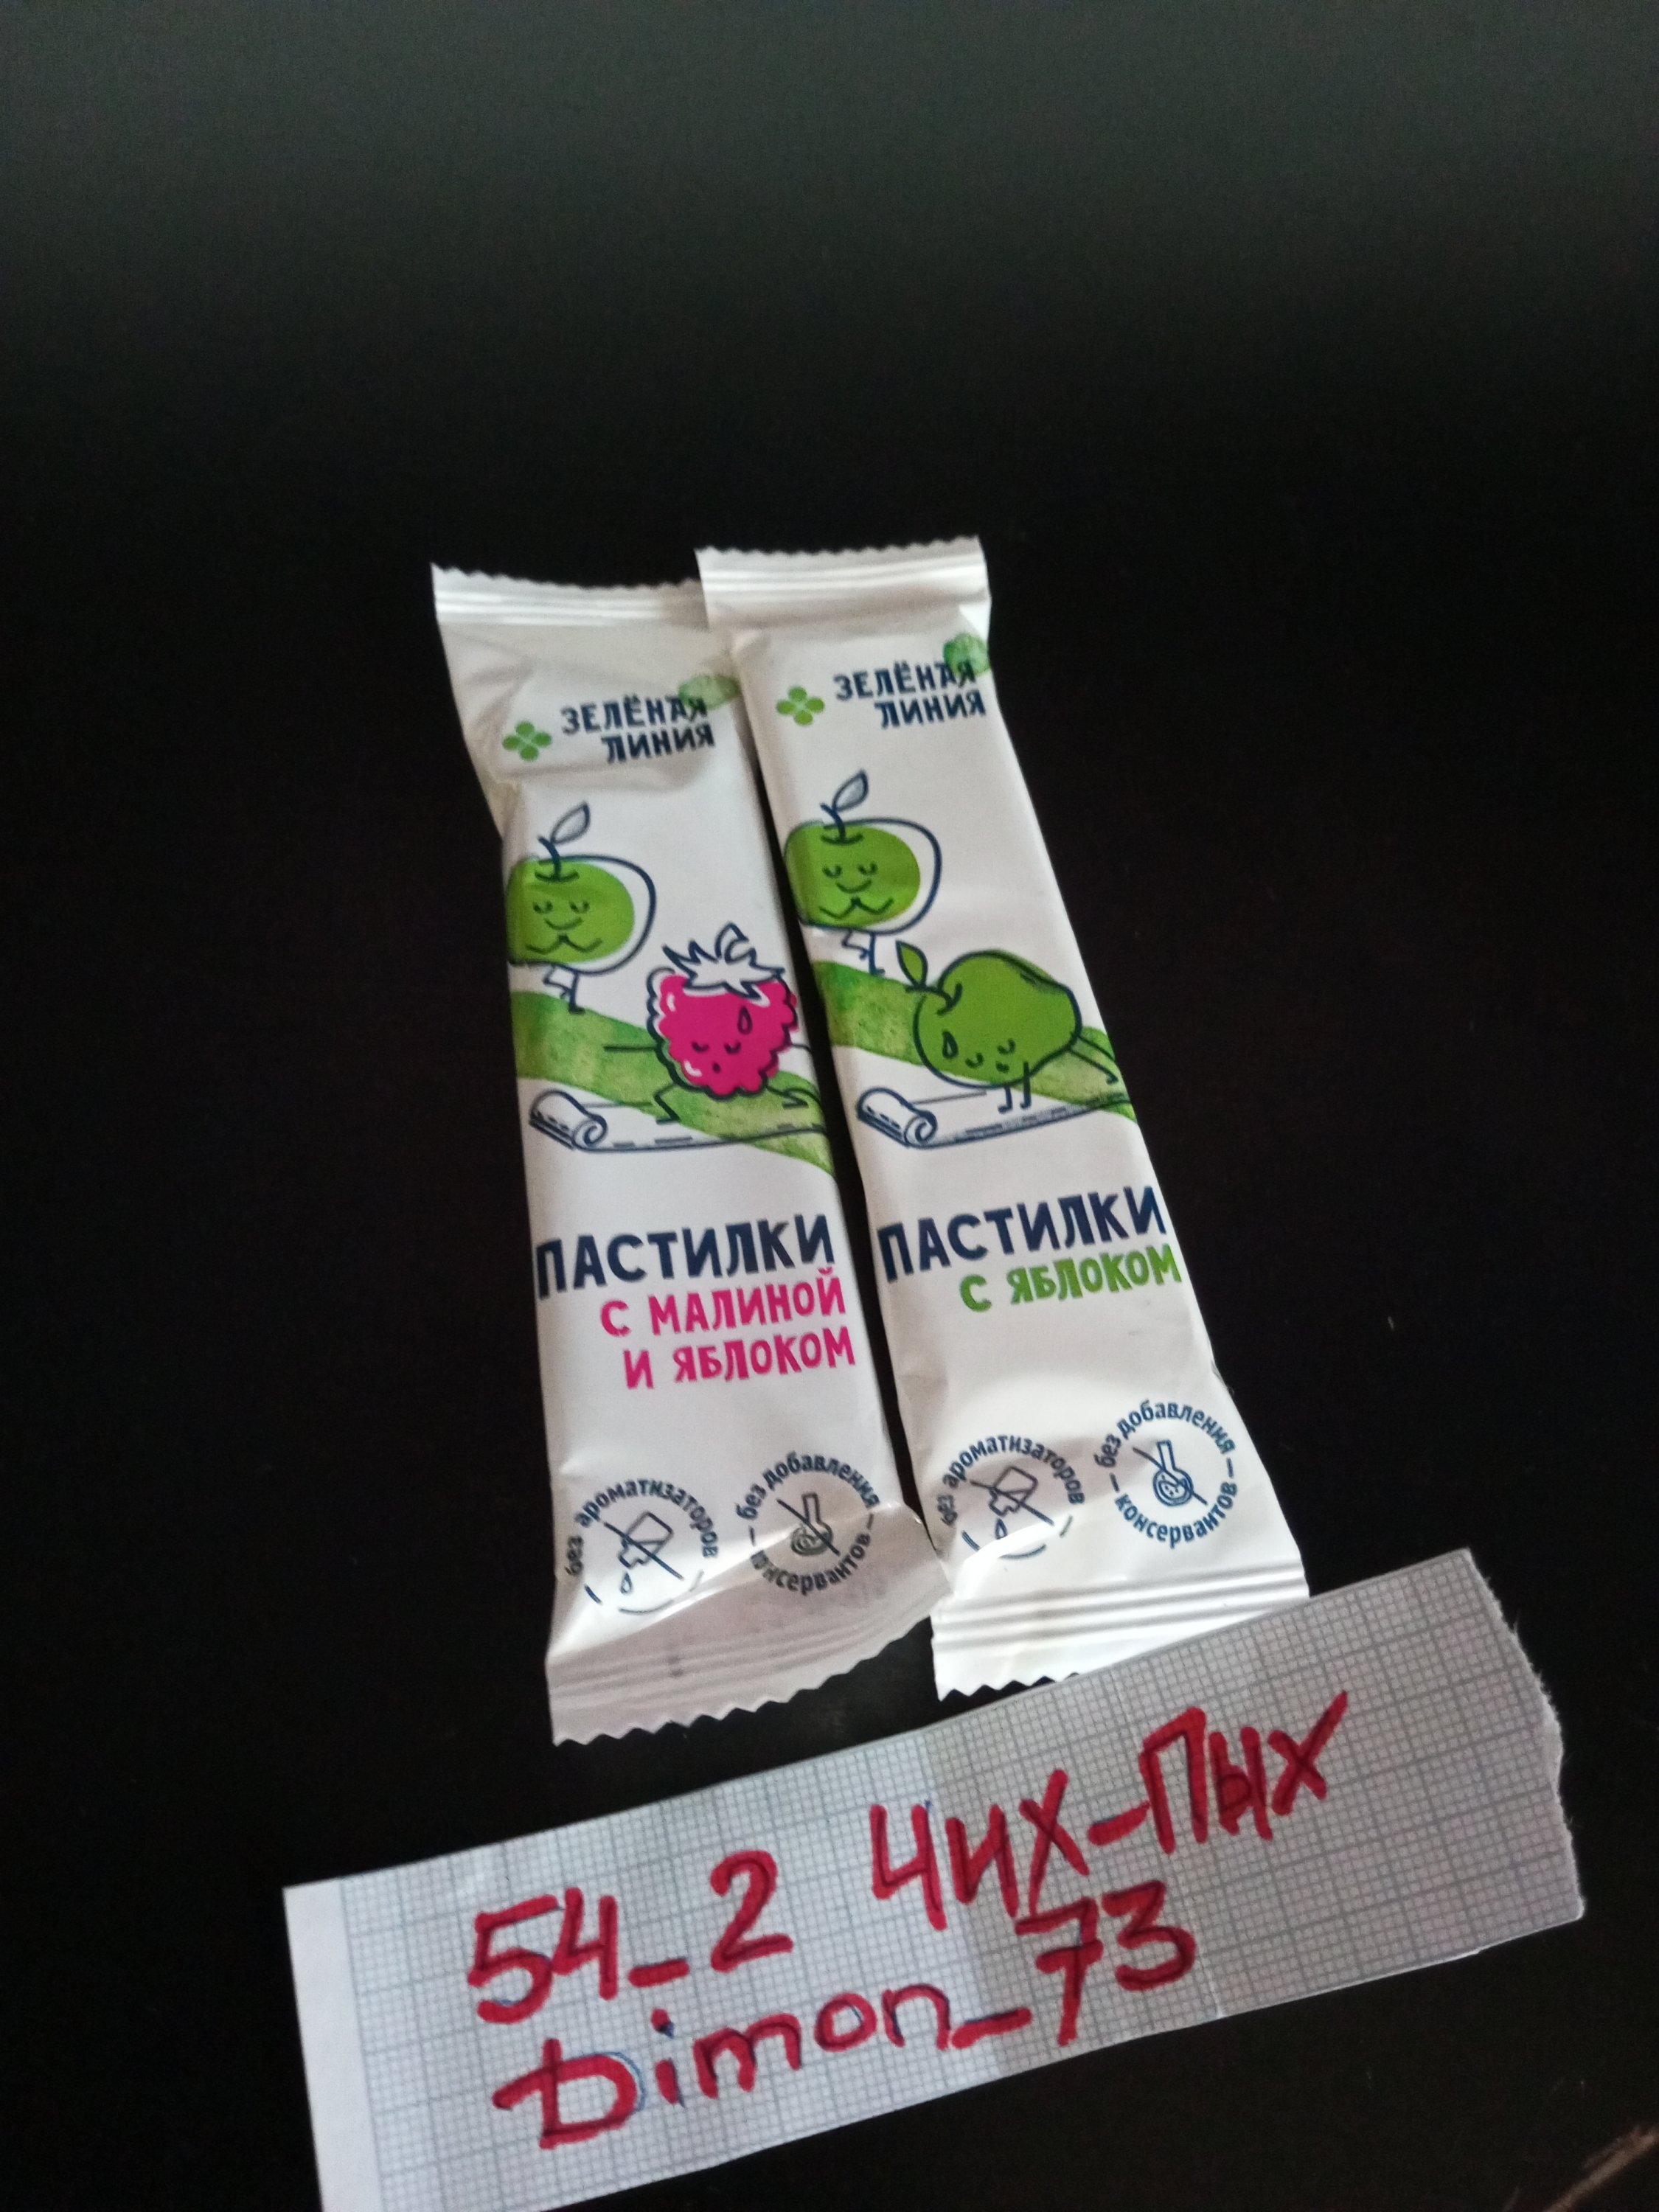 ЗЕЛЁНАЯ
ЛИНИЯ
ПАСТИЛКИ
С МАЛИНОЙ
И ЯБЛОКОМ
без ароматизаторов
без добавления
консервантов
ЗЕЛЁНАЯ
ЛИНИЯ
ПАСТИЛКИ
С ЯБЛОКОМ
без ароматизаторов
без добавления
консервантов
54_2 Чих-Пых
Dimon_73